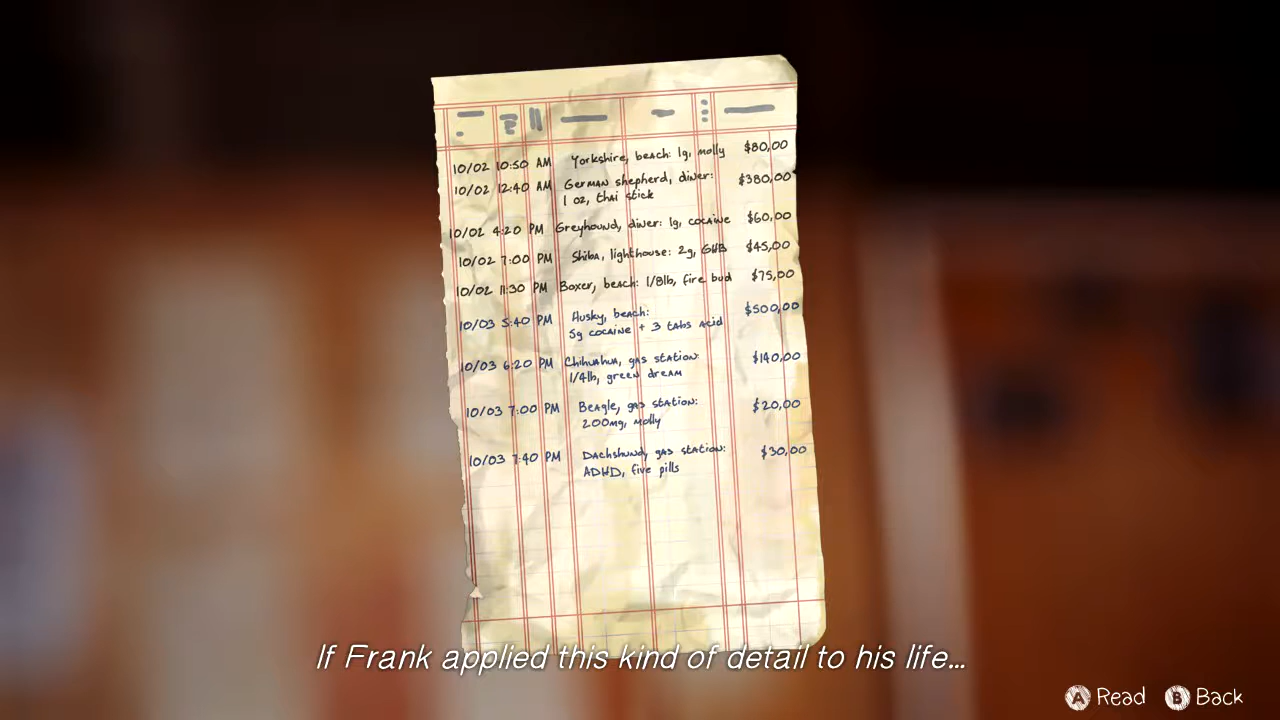 10/02 10:50 AM Yorkshire, beach: 1g, molly $80,00
10/02 12:40 AM German shepherd, diner: $380,00
1 oz, thai stick
10/02 4:20 PM Greyhound, diner: 1g, cocaine $60,00
10/02 7:00 PM Shiba, lighthouse: 2g, GHB $45,00
10/02 11:30 PM Boxer, beach: 1/8lb, fire bud $75,00
10/03 5:40 PM Husky, beach: $500,00
5g cocaine + 3 tabs acid
10/03 6:20 PM Chihuahua, gas station: $140,00
1/4lb, green dream
10/03 7:00 PM Beagle, gas station: $20,00
200mg, molly
10/03 7:40 PM Dachshund, gas station: $30,00
ADHD, five pills
If Frank applied this kind of detail to his life...
A Read B Back